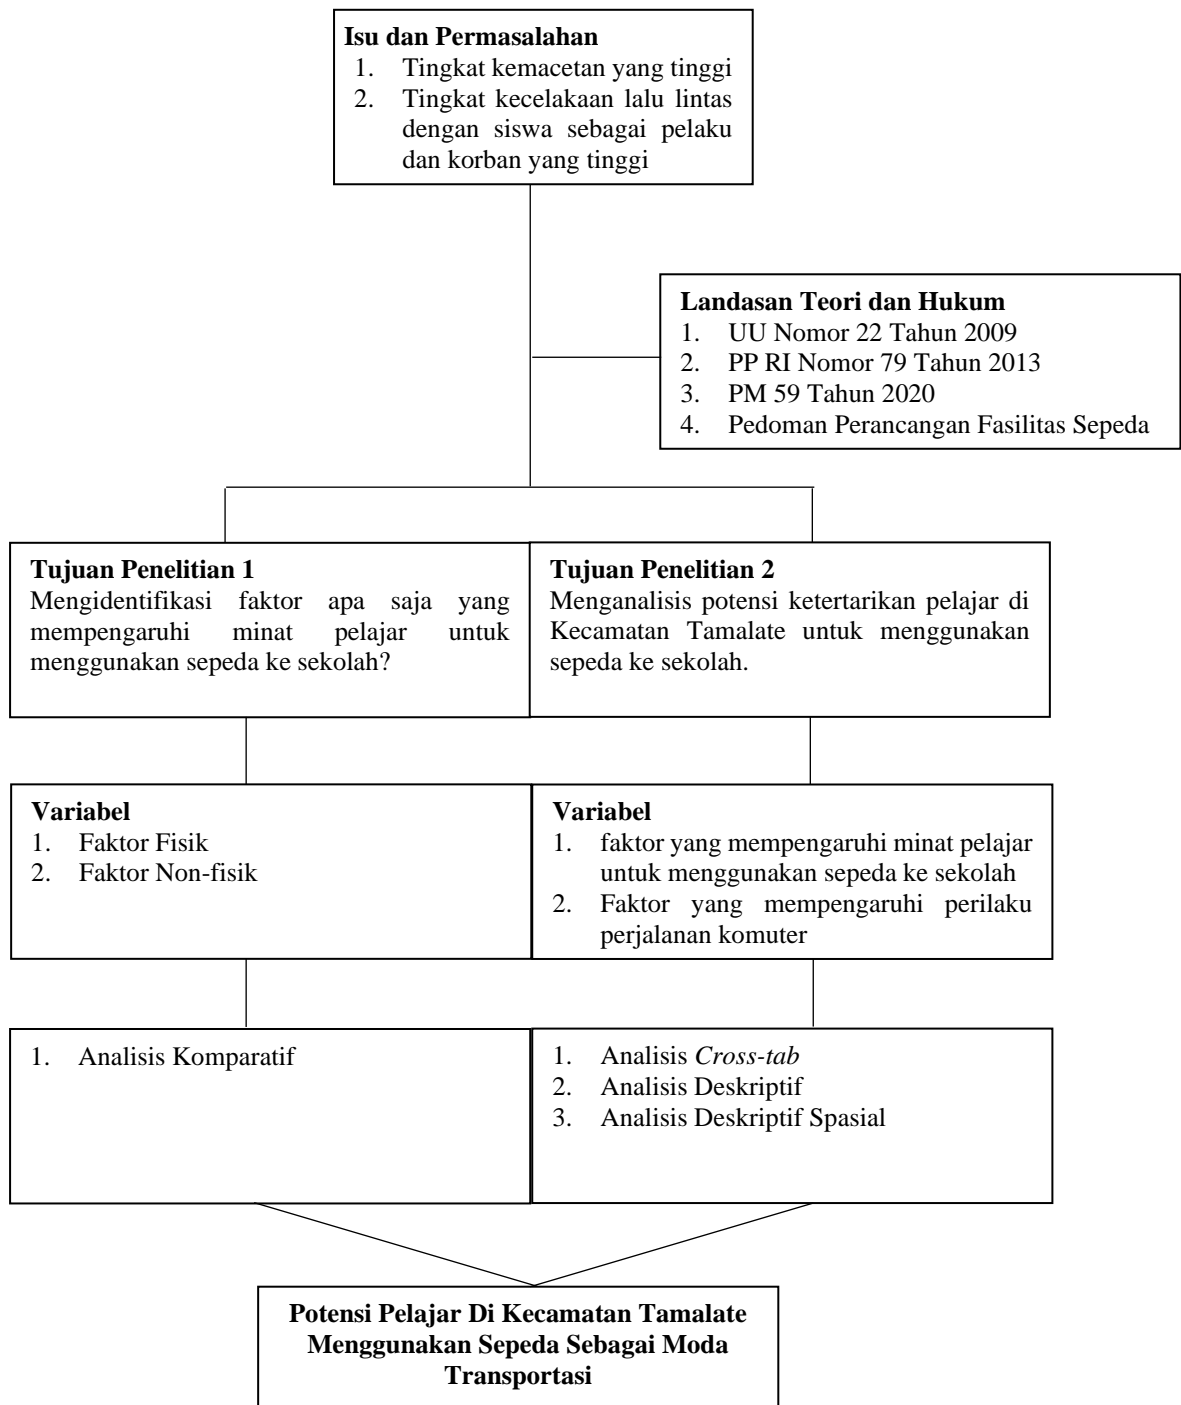 Isu dan Permasalahan
1. Tingkat kemacetan yang tinggi
2. Tingkat kecelakaan lalu lintas
dengan siswa sebagai pelaku
dan korban yang tinggi
Landasan Teori dan Hukum
1. UU Nomor 22 Tahun 2009
2. PP RI Nomor 79 Tahun 2013
3. PM 59 Tahun 2020
4. Pedoman Perancangan Fasilitas Sepeda
Tujuan Penelitian 1
Mengidentifikasi faktor apa saja yang
mempengaruhi minat pelajar untuk
menggunakan sepeda ke sekolah?
Tujuan Penelitian 2
Menganalisis potensi ketertarikan pelajar di
Kecamatan Tamalate untuk menggunakan
sepeda ke sekolah.
Variabel
1. Faktor Fisik
2. Faktor Non-fisik
Variabel
1. faktor yang mempengaruhi minat pelajar
untuk menggunakan sepeda ke sekolah
2. Faktor yang mempengaruhi perilaku
perjalanan komuter
1. Analisis Komparatif
1. Analisis Cross-tab
2. Analisis Deskriptif
3. Analisis Deskriptif Spasial
Potensi Pelajar Di Kecamatan Tamalate
Menggunakan Sepeda Sebagai Moda
Transportasi